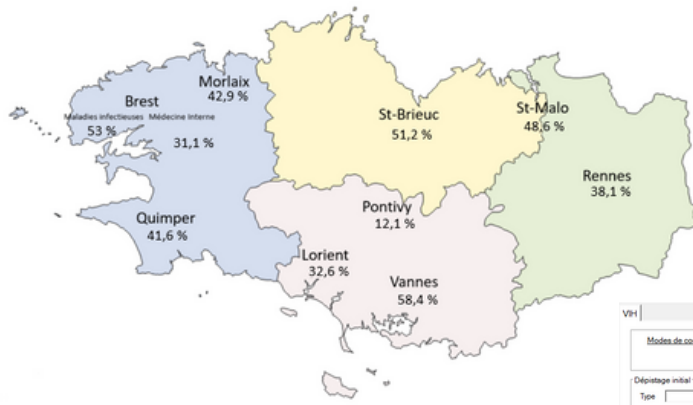 Morlaix
42,9 %
Brest
Maladies infectieuses Médecine Interne
53 %
31,1 %
St-Brieuc
51,2 %
St-Malo
48,6 %
Rennes
38,1 %
Quimper
41,6 %
Pontivy
12,1 %
Lorient
32,6 %
Vannes
58,4 %
VIH
Modes de co
Dépistage initial
Type